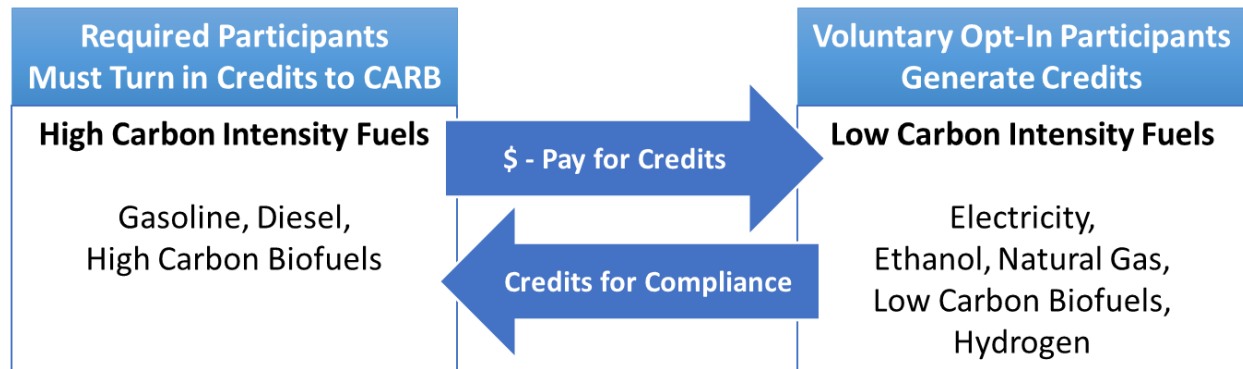 Required Participants
Must Turn in Credits to CARB
High Carbon Intensity Fuels
Gasoline, Diesel,
High Carbon Biofuels
$ - Pay for Credits
Credits for Compliance
Voluntary Opt-In Participants
Generate Credits
Low Carbon Intensity Fuels
Electricity,
Ethanol, Natural Gas,
Low Carbon Biofuels,
Hydrogen